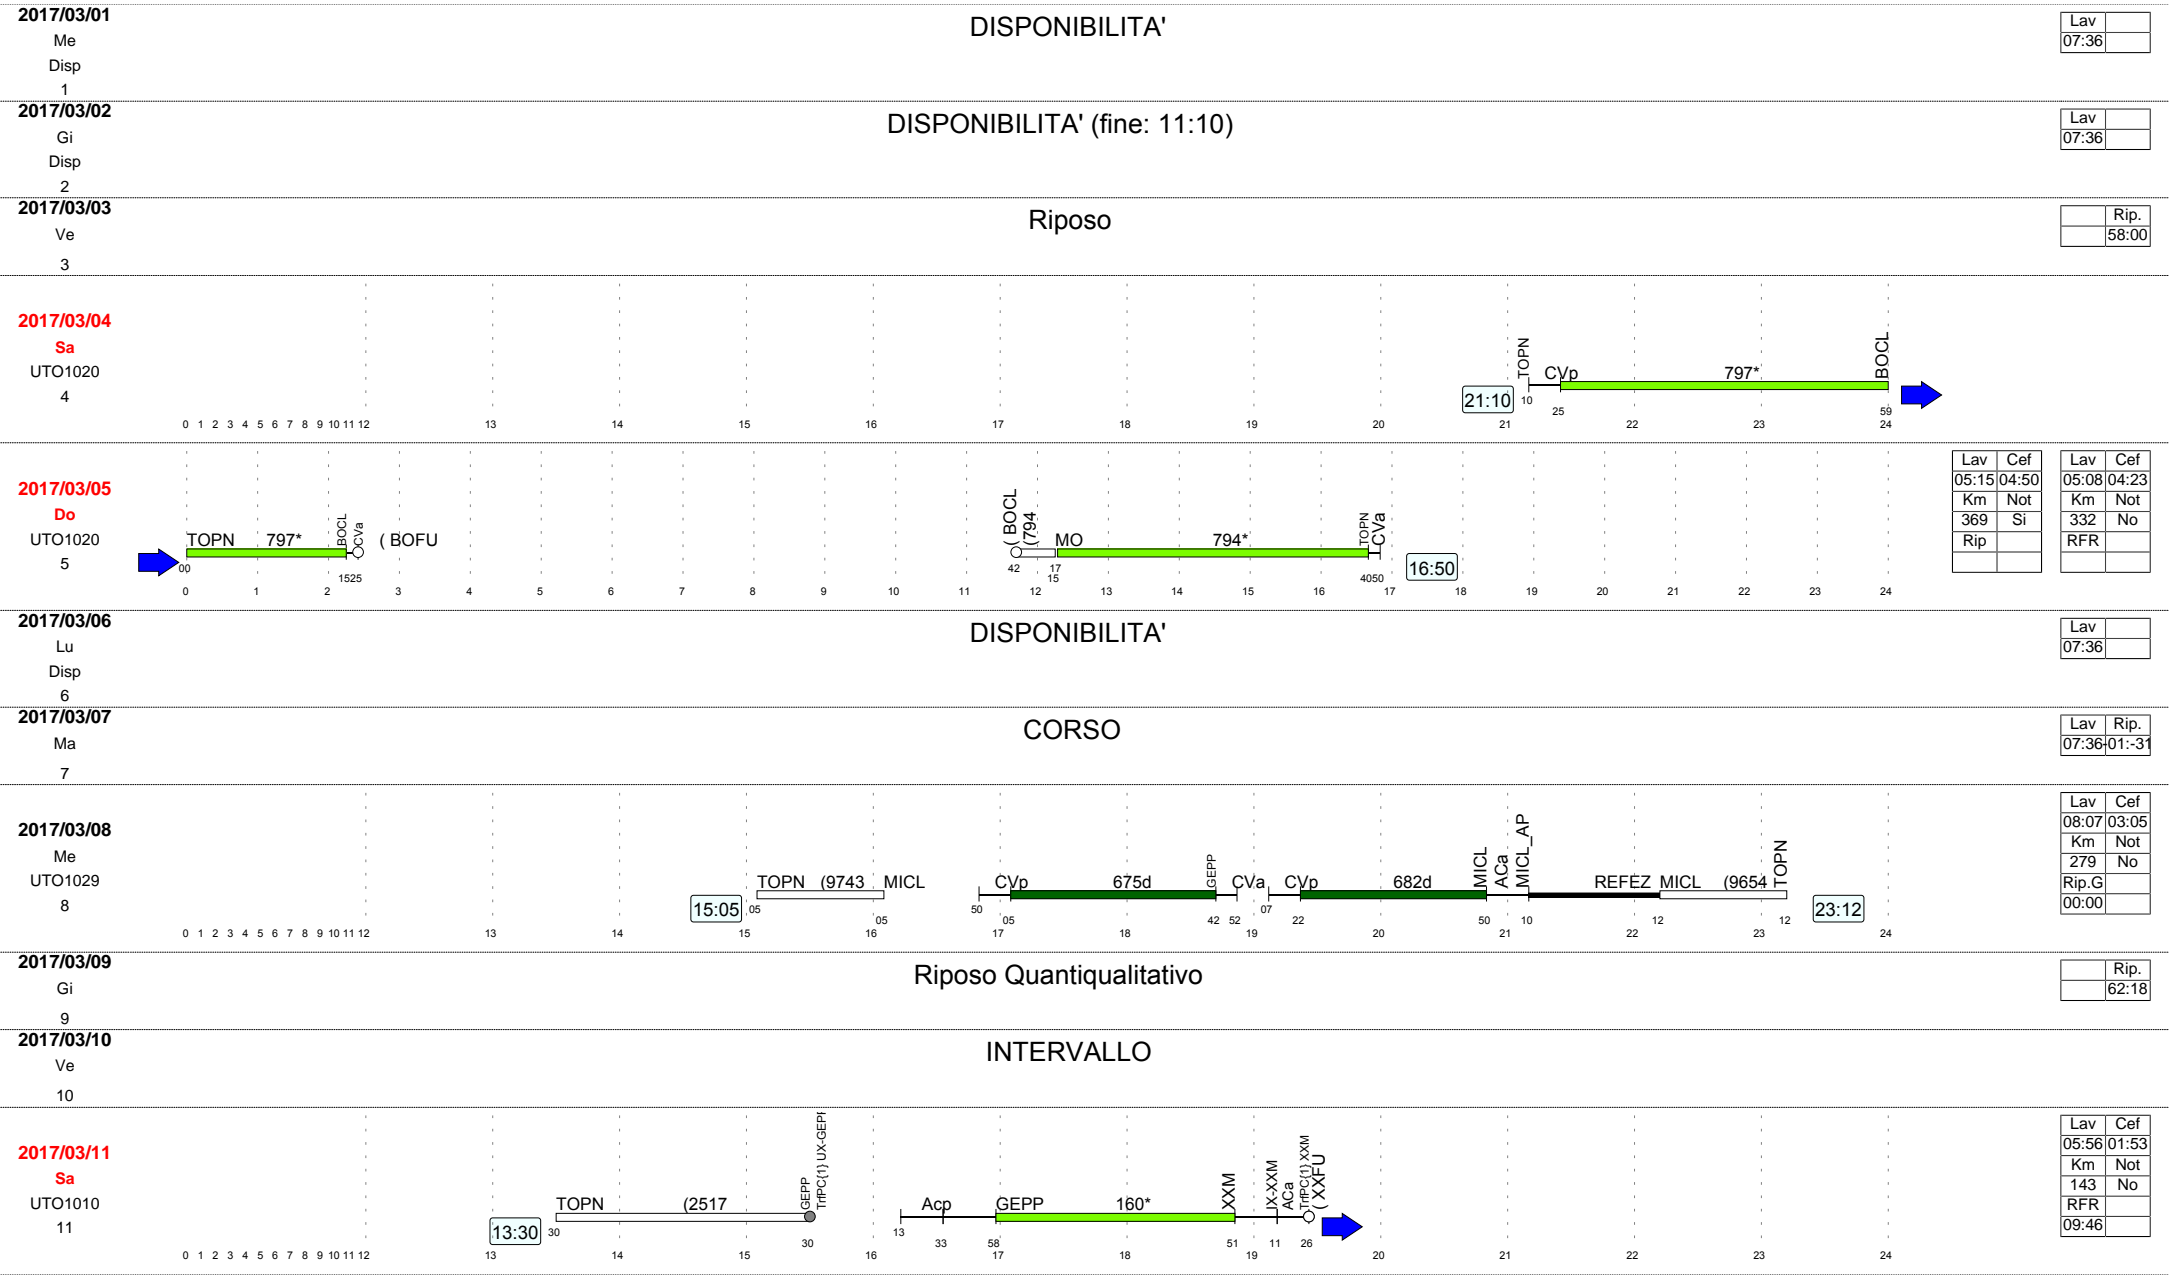 2017/03/01
Me
Disp
1
DISPONIBILITA'
Lav
07:36
2017/03/02
Gi
Disp
2
DISPONIBILITA' (fine: 11:10)
Lav
07:36
2017/03/03
Ve
3
Riposo
Rip.
58:00
2017/03/04
Sa
UTO1020
4
21:10
TOPN CVp 797* BOCL
10 25 59
0 1 2 3 4 5 6 7 8 9 10 11 12 13 14 15 16 17 18 19 20 21 22 23 24
2017/03/05
Do
UTO1020
5
TOPN 797* BOCL CVa ( BOFU
00 15 25
( BOCL (794 MO 794* TOPN CVa
42 17 15 40 50
16:50
0 1 2 3 4 5 6 7 8 9 10 11 12 13 14 15 16 17 18 19 20 21 22 23 24
Lav Cef
05:15 04:50
Km Not
369 Si
Rip
Lav Cef
05:08 04:23
Km Not
332 No
RFR
2017/03/06
Lu
Disp
6
DISPONIBILITA'
Lav
07:36
2017/03/07
Ma
7
CORSO
Lav Rip.
07:36 -01:-31
2017/03/08
Me
UTO1029
8
15:05
TOPN (9743 MICL CVp 675d GEPP CVa CVp 682d MICL ACa MICL_AP REFEZ MICL (9654 TOPN
05 05 50 05 42 52 07 22 50 10 12 12
23:12
0 1 2 3 4 5 6 7 8 9 10 11 12 13 14 15 16 17 18 19 20 21 22 23 24
Lav Cef
08:07 03:05
Km Not
279 No
Rip.G
00:00
2017/03/09
Gi
9
Riposo Quantiqualitativo
Rip.
62:18
2017/03/10
Ve
10
INTERVALLO
2017/03/11
Sa
UTO1010
11
13:30
TOPN (2517 GEPP TrfPC{1} UX-GEPP Acp GEPP 160* XXM IX-XXM ACa TrfPC{1} XXM ( XXFU
30 30 13 33 58 51 11 26
0 1 2 3 4 5 6 7 8 9 10 11 12 13 14 15 16 17 18 19 20 21 22 23 24
Lav Cef
05:56 01:53
Km Not
143 No
RFR
09:46